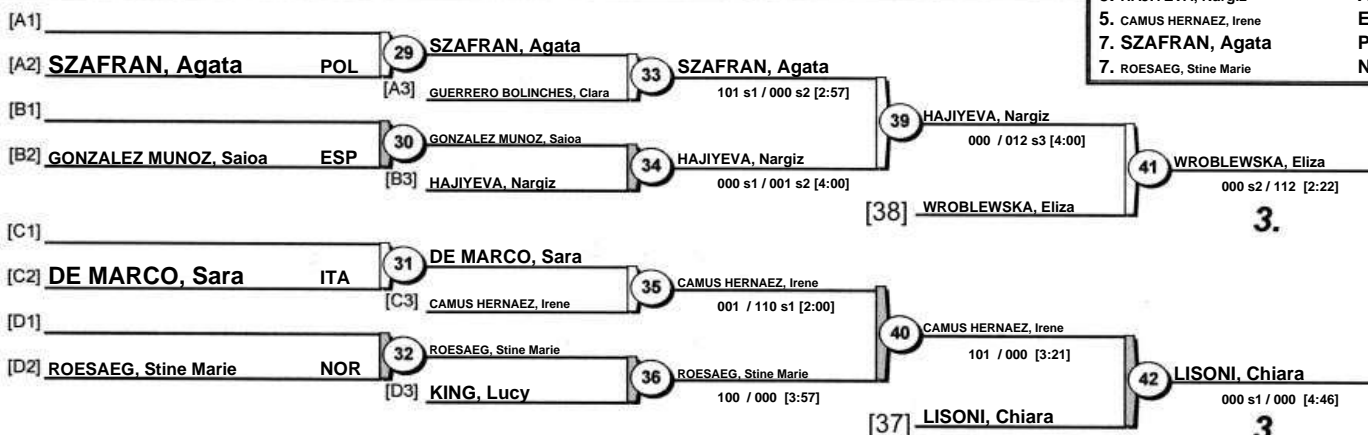 5. CAMUS HERNAEZ, Irene E
7. SZAFRAN, Agata P
7. ROESAEG, Stine Marie N
[A1]
[A2] SZAFRAN, Agata POL
29
SZAFRAN, Agata
[A3] GUERRERO BOLINCHES, Clara
33
SZAFRAN, Agata
101 s1 / 000 s2 [2:57]
[B1]
[B2] GONZALEZ MUNOZ, Saioa ESP
30
GONZALEZ MUNOZ, Saioa
[B3] HAJIYEVA, Nargiz
34
HAJIYEVA, Nargiz
000 s1 / 001 s2 [4:00]
39
HAJIYEVA, Nargiz
000 / 012 s3 [4:00]
[38] WROBLEWSKA, Eliza
41
WROBLEWSKA, Eliza
000 s2 / 112 [2:22]
3.
[C1]
[C2] DE MARCO, Sara ITA
31
DE MARCO, Sara
[C3] CAMUS HERNAEZ, Irene
35
CAMUS HERNAEZ, Irene
001 / 110 s1 [2:00]
[D1]
[D2] ROESAEG, Stine Marie NOR
32
ROESAEG, Stine Marie
[D3] KING, Lucy
36
ROESAEG, Stine Marie
100 / 000 [3:57]
40
CAMUS HERNAEZ, Irene
101 / 000 [3:21]
[37] LISONI, Chiara
42
LISONI, Chiara
000 s1 / 000 [4:46]
3